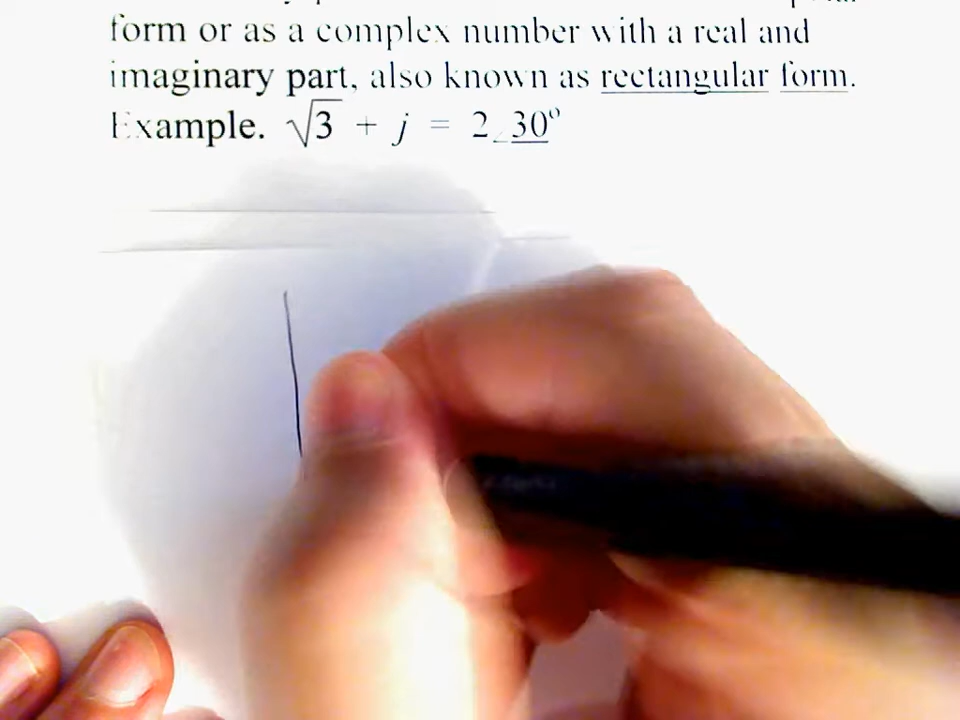 form or as a complex number with a real and
imaginary part, also known as rectangular form.
Example. √3 + j = 2∠30°